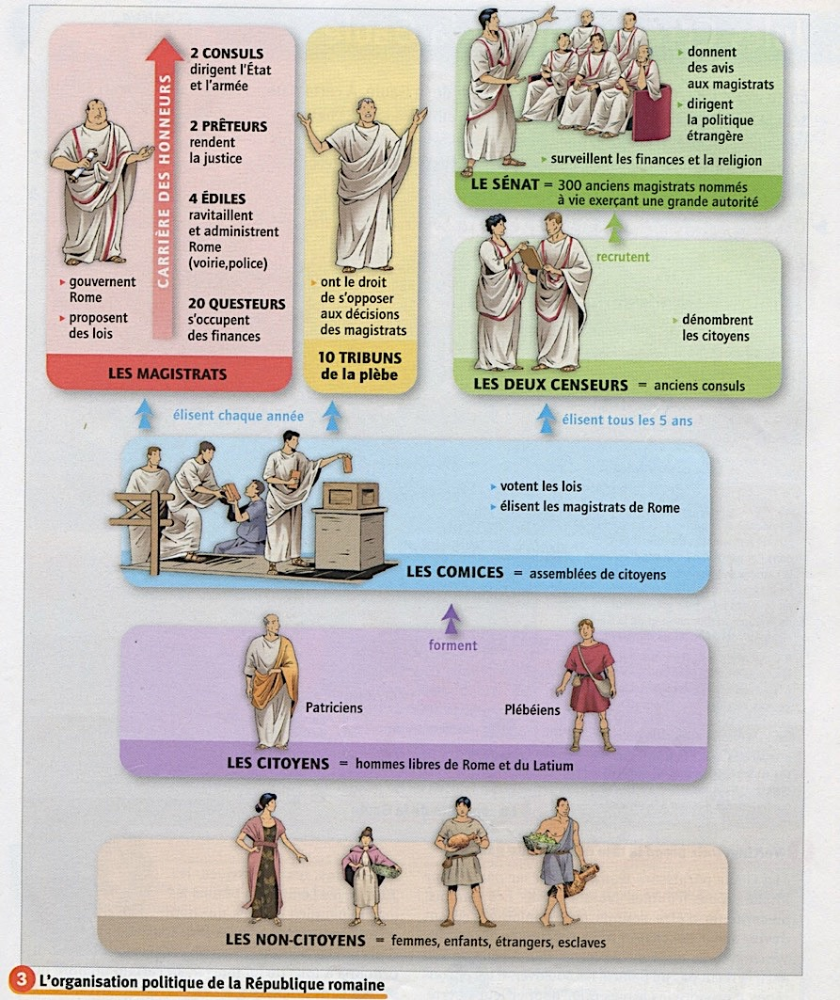 CARRIÈRE DES HONNEURS
2 CONSULS
dirigent l'État
et l'armée
2 PRÊTEURS
rendent
la justice
4 ÉDILES
ravitaillent
et administrent
Rome
(voirie,police)
20 QUESTEURS
s'occupent
des finances
gouvernent
Rome
proposent
des lois
LES MAGISTRATS
ont le droit
de s'opposer
aux décisions
des magistrats
10 TRIBUNS
de la plèbe
donnent
des avis
aux magistrats
dirigent
la politique
étrangère
surveillent les finances et la religion
LE SÉNAT = 300 anciens magistrats nommés
à vie exerçant une grande autorité
recrutent
dénombrent
les citoyens
LES DEUX CENSEURS = anciens consuls
élisent chaque année
élisent tous les 5 ans
votent les lois
élisent les magistrats de Rome
LES COMICES = assemblées de citoyens
forment
Patriciens
Plébéiens
LES CITOYENS = hommes libres de Rome et du Latium
LES NON-CITOYENS = femmes, enfants, étrangers, esclaves
3 L'organisation politique de la République romaine